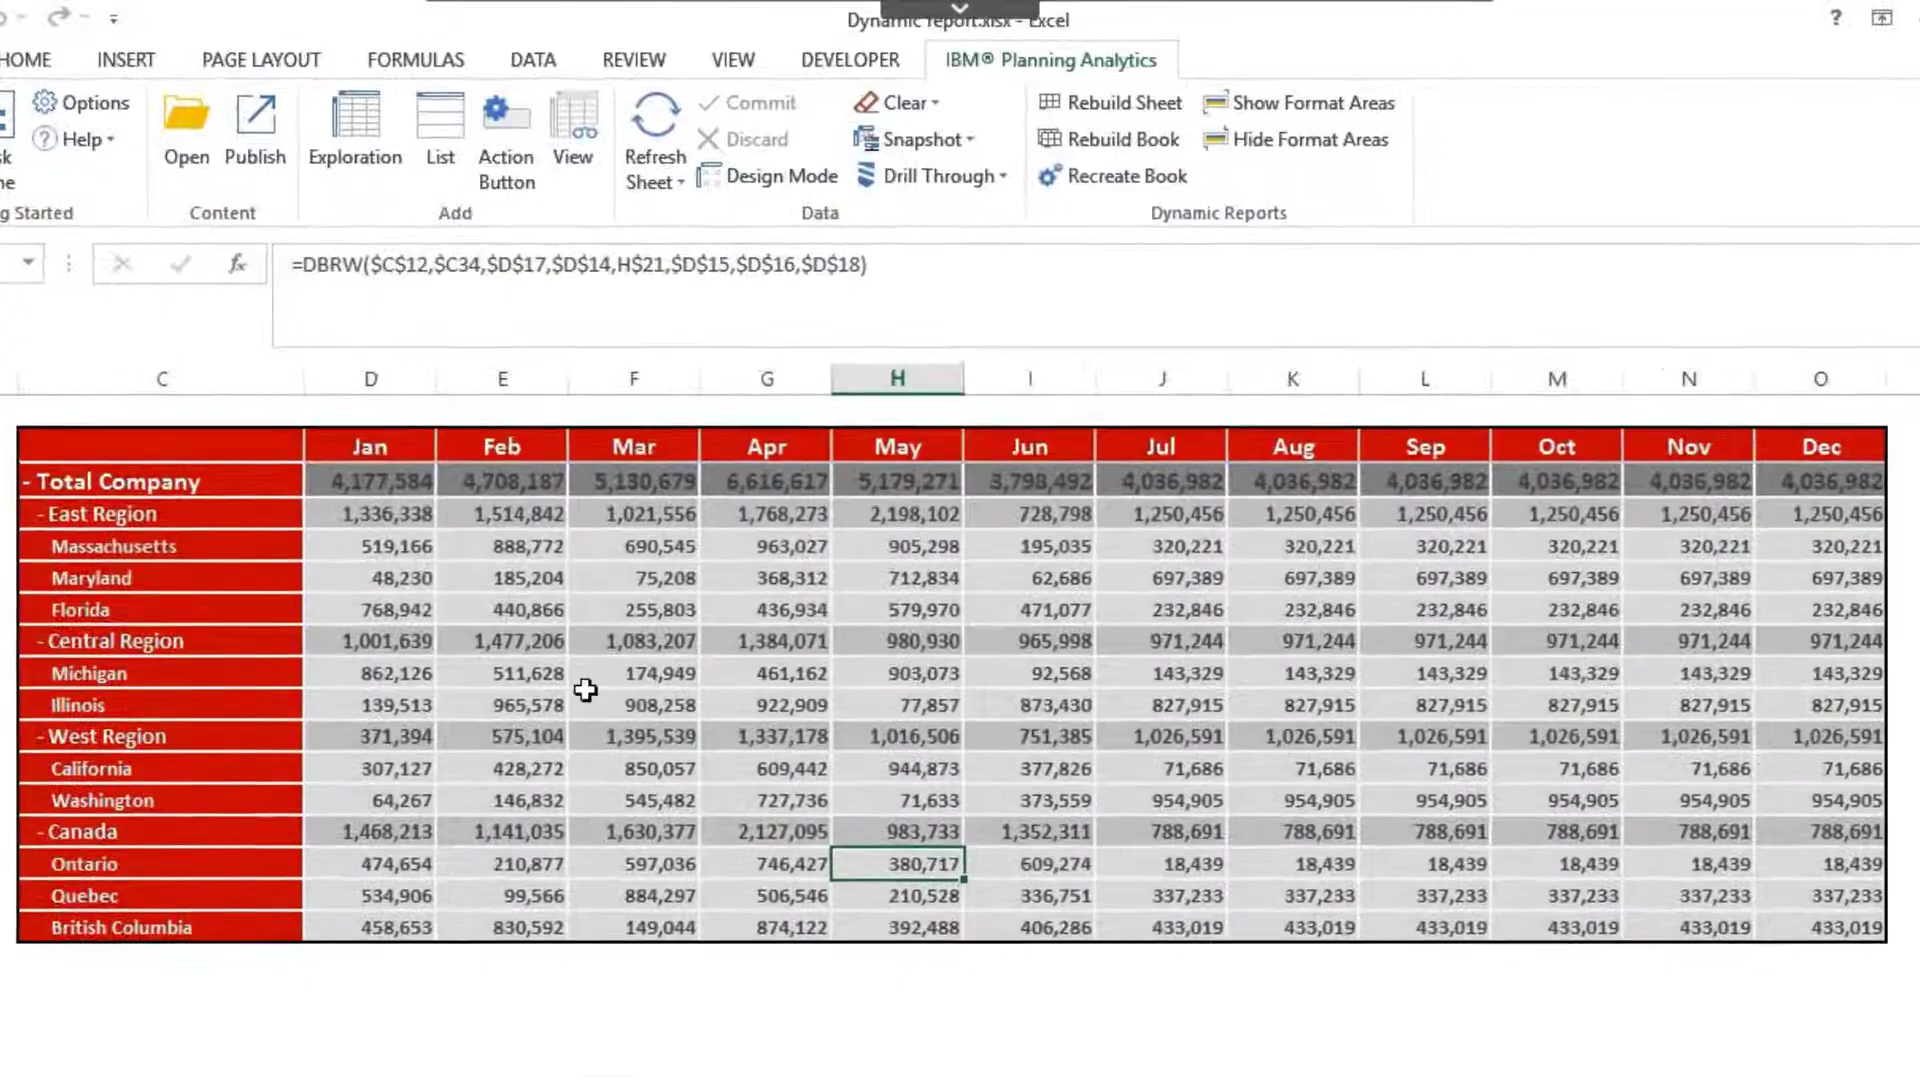 Dynamic report.xlsx - Excel
?
HOME INSERT PAGE LAYOUT FORMULAS DATA REVIEW VIEW DEVELOPER IBM® Planning Analytics
Options
Help
Open Publish
Exploration List Action Button View
Refresh Sheet
Commit
Discard
Design Mode
Clear
Snapshot
Drill Through
Rebuild Sheet Show Format Areas
Rebuild Book Hide Format Areas
Recreate Book
g Started Content Add Data Dynamic Reports
fx =DBRW($C$12,$C34,$D$17,$D$14,H$21,$D$15,$D$16,$D$18)
C D E F G H I J K L M N O
Jan Feb Mar Apr May Jun Jul Aug Sep Oct Nov Dec
- Total Company 4,177,584 4,708,187 5,130,679 6,616,617 5,179,271 3,798,492 4,036,982 4,036,982 4,036,982 4,036,982 4,036,982 4,036,982
- East Region 1,336,338 1,514,842 1,021,556 1,768,273 2,198,102 728,798 1,250,456 1,250,456 1,250,456 1,250,456 1,250,456 1,250,456
Massachusetts 519,166 888,772 690,545 963,027 905,298 195,035 320,221 320,221 320,221 320,221 320,221 320,221
Maryland 48,230 185,204 75,208 368,312 712,834 62,686 697,389 697,389 697,389 697,389 697,389 697,389
Florida 768,942 440,866 255,803 436,934 579,970 471,077 232,846 232,846 232,846 232,846 232,846 232,846
- Central Region 1,001,639 1,477,206 1,083,207 1,384,071 980,930 965,998 971,244 971,244 971,244 971,244 971,244 971,244
Michigan 862,126 511,628 174,949 461,162 903,073 92,568 143,329 143,329 143,329 143,329 143,329 143,329
Illinois 139,513 965,578 908,258 922,909 77,857 873,430 827,915 827,915 827,915 827,915 827,915 827,915
- West Region 371,394 575,104 1,395,539 1,337,178 1,016,506 751,385 1,026,591 1,026,591 1,026,591 1,026,591 1,026,591 1,026,591
California 307,127 428,272 850,057 609,442 944,873 377,826 71,686 71,686 71,686 71,686 71,686 71,686
Washington 64,267 146,832 545,482 727,736 71,633 373,559 954,905 954,905 954,905 954,905 954,905 954,905
- Canada 1,468,213 1,141,035 1,630,377 2,127,095 983,733 1,352,311 788,691 788,691 788,691 788,691 788,691 788,691
Ontario 474,654 210,877 597,036 746,427 380,717 609,274 18,439 18,439 18,439 18,439 18,439 18,439
Quebec 534,906 99,566 884,297 506,546 210,528 336,751 337,233 337,233 337,233 337,233 337,233 337,233
British Columbia 458,653 830,592 149,044 874,122 392,488 406,286 433,019 433,019 433,019 433,019 433,019 433,019